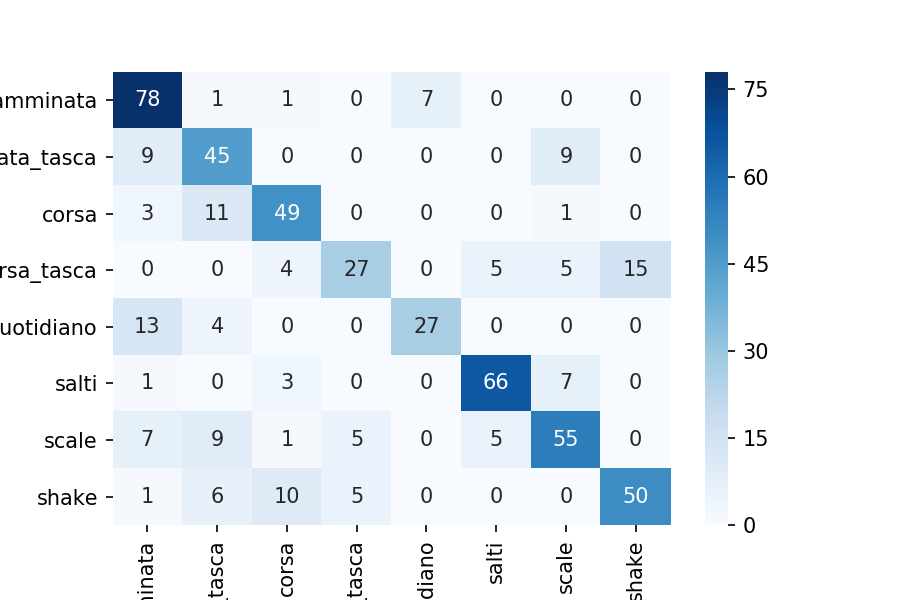 amminata 78 1 1 0 7 0 0 0
ata_tasca 9 45 0 0 0 0 9 0
corsa 3 11 49 0 0 0 1 0
rsa_tasca 0 0 4 27 0 5 5 15
uotidiano 13 4 0 0 27 0 0 0
salti 1 0 3 0 0 66 7 0
scale 7 9 1 5 0 5 55 0
shake 1 6 10 5 0 0 0 50
minata _tasca corsa _tasca diano salti scale shake
75
60
45
30
15
0